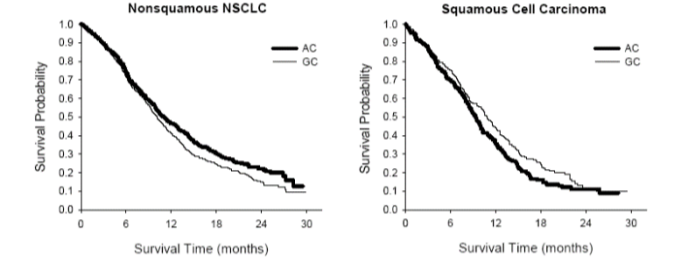 Nonsquamous NSCLC
Survival Probability
1.0
0.9
0.8
0.7
0.6
0.5
0.4
0.3
0.2
0.1
0.0
AC
GC
0 6 12 18 24 30
Survival Time (months)
Squamous Cell Carcinoma
Survival Probability
1.0
0.9
0.8
0.7
0.6
0.5
0.4
0.3
0.2
0.1
0.0
AC
GC
0 6 12 18 24 30
Survival Time (months)